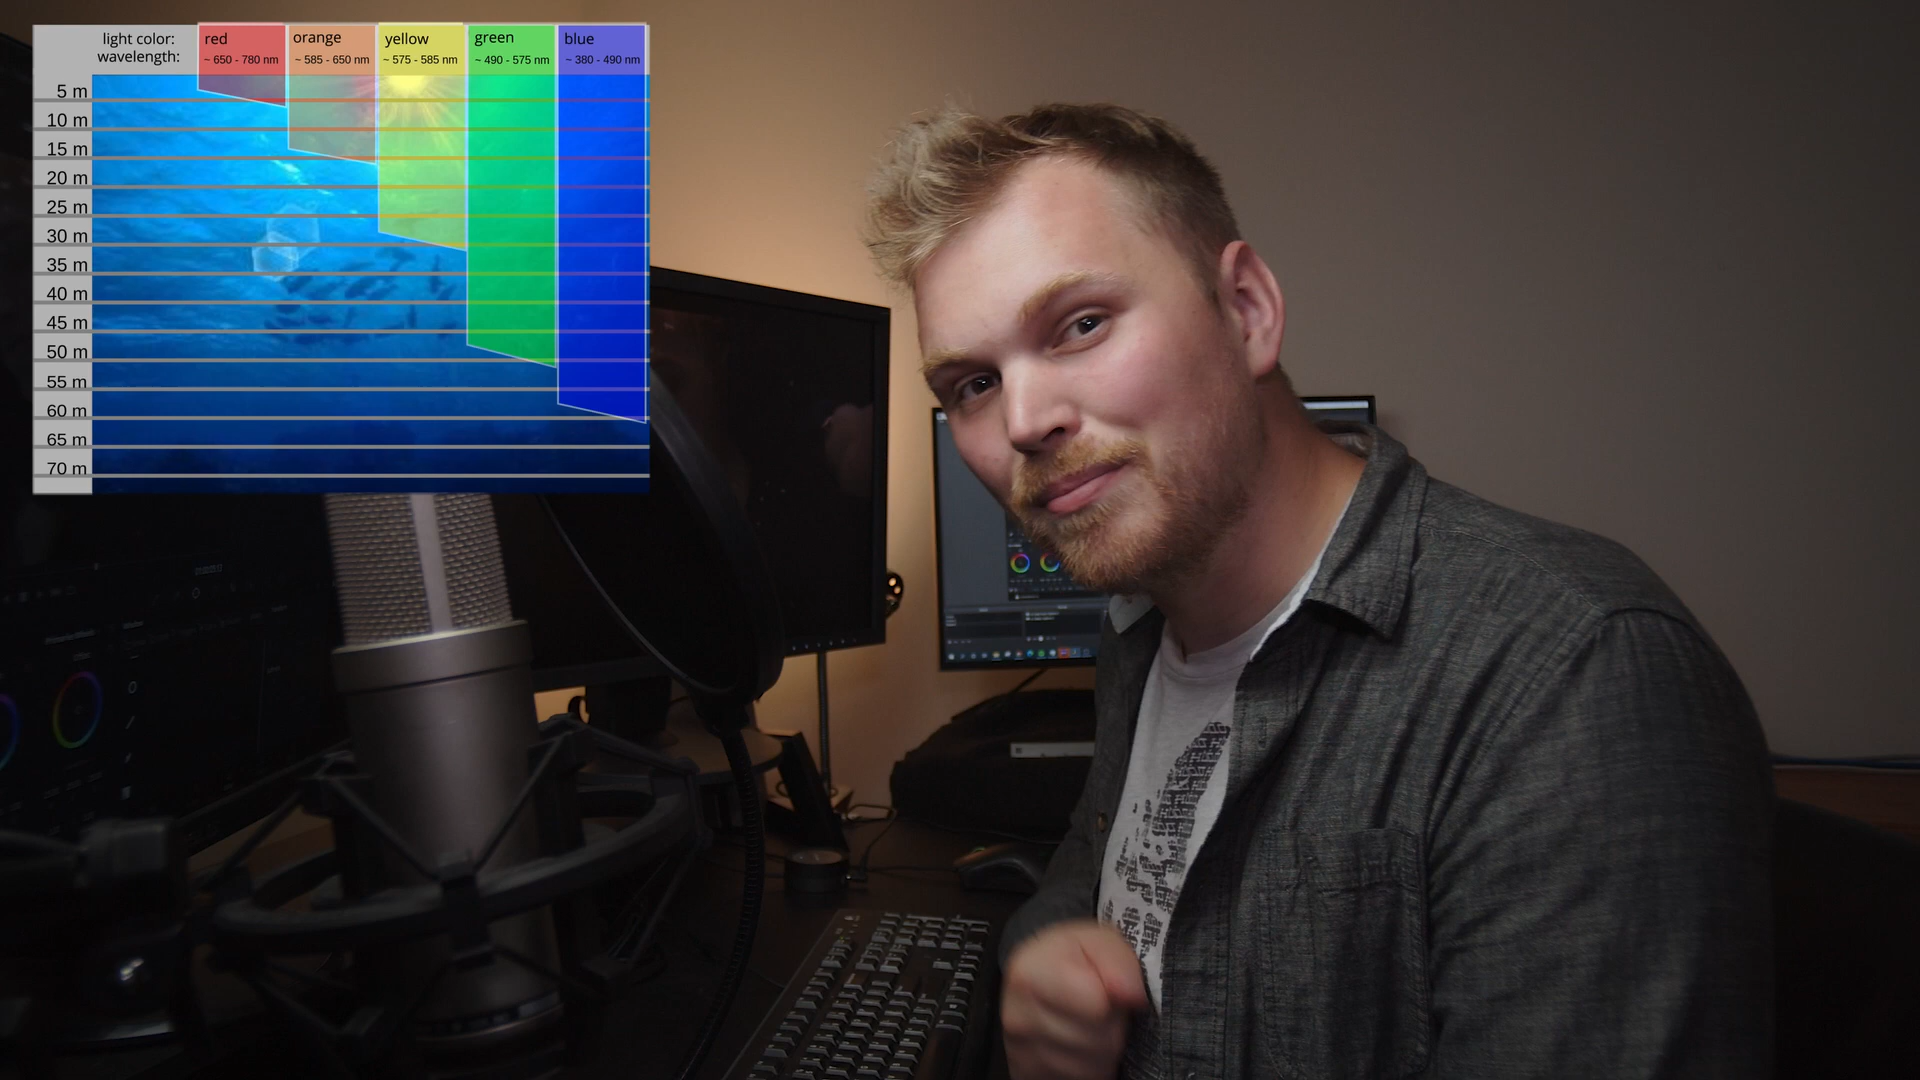 light color:
wavelength:
red
~ 650 - 780 nm
orange
~ 585 - 650 nm
yellow
~ 575 - 585 nm
green
~ 490 - 575 nm
blue
~ 380 - 490 nm
5 m
10 m
15 m
20 m
25 m
30 m
35 m
40 m
45 m
50 m
55 m
60 m
65 m
70 m